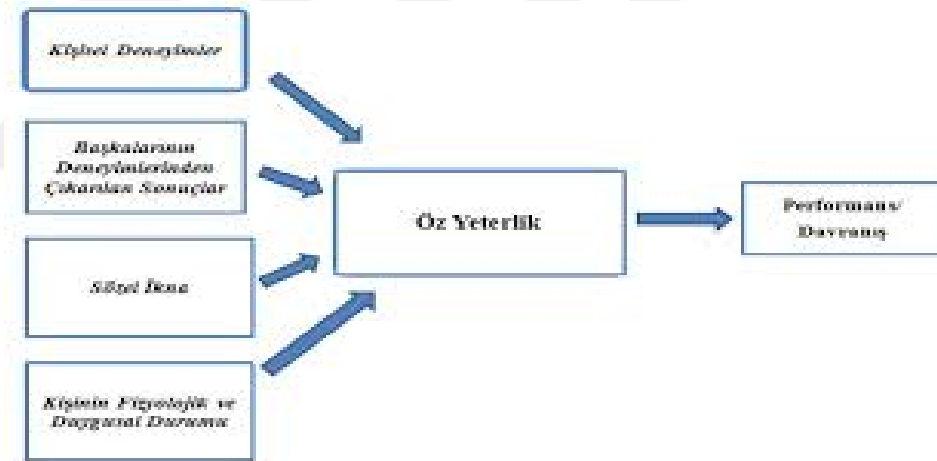 Kişisel Deneyimler
Başkalarının
Deneyimlerinden
Çıkarılan Sonuçlar
Sözel İkna
Kişinin Fizyolojik ve
Duygusal Durumu
Öz Yeterlik
Performans/
Davranış